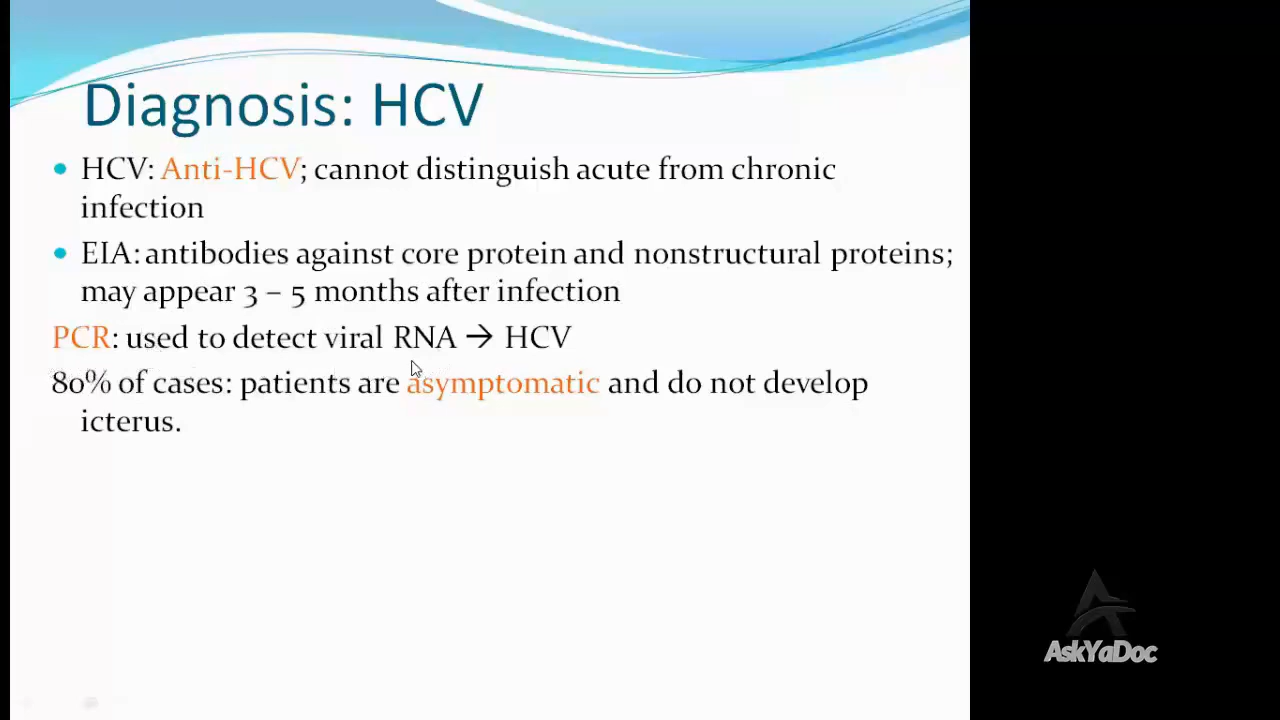 Diagnosis: HCV
• HCV: Anti-HCV; cannot distinguish acute from chronic
infection
• EIA: antibodies against core protein and nonstructural proteins;
may appear 3 – 5 months after infection
PCR: used to detect viral RNA → HCV
80% of cases: patients are asymptomatic and do not develop
icterus.
AskYaDoc